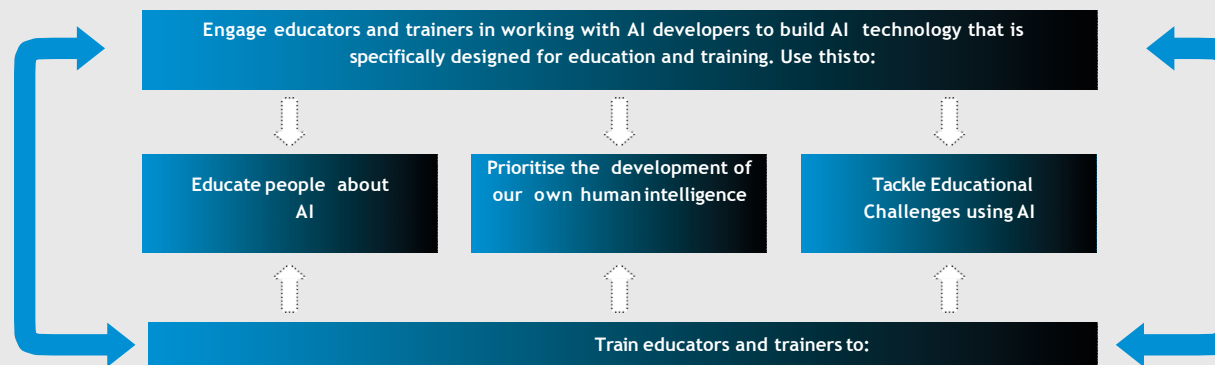 Engage educators and trainers in working with AI developers to build AI technology that is
specifically designed for education and training. Use thisto:
Educate people about
AI
Prioritise the development of
our own human intelligence
Tackle Educational
Challenges using AI
Train educators and trainers to: